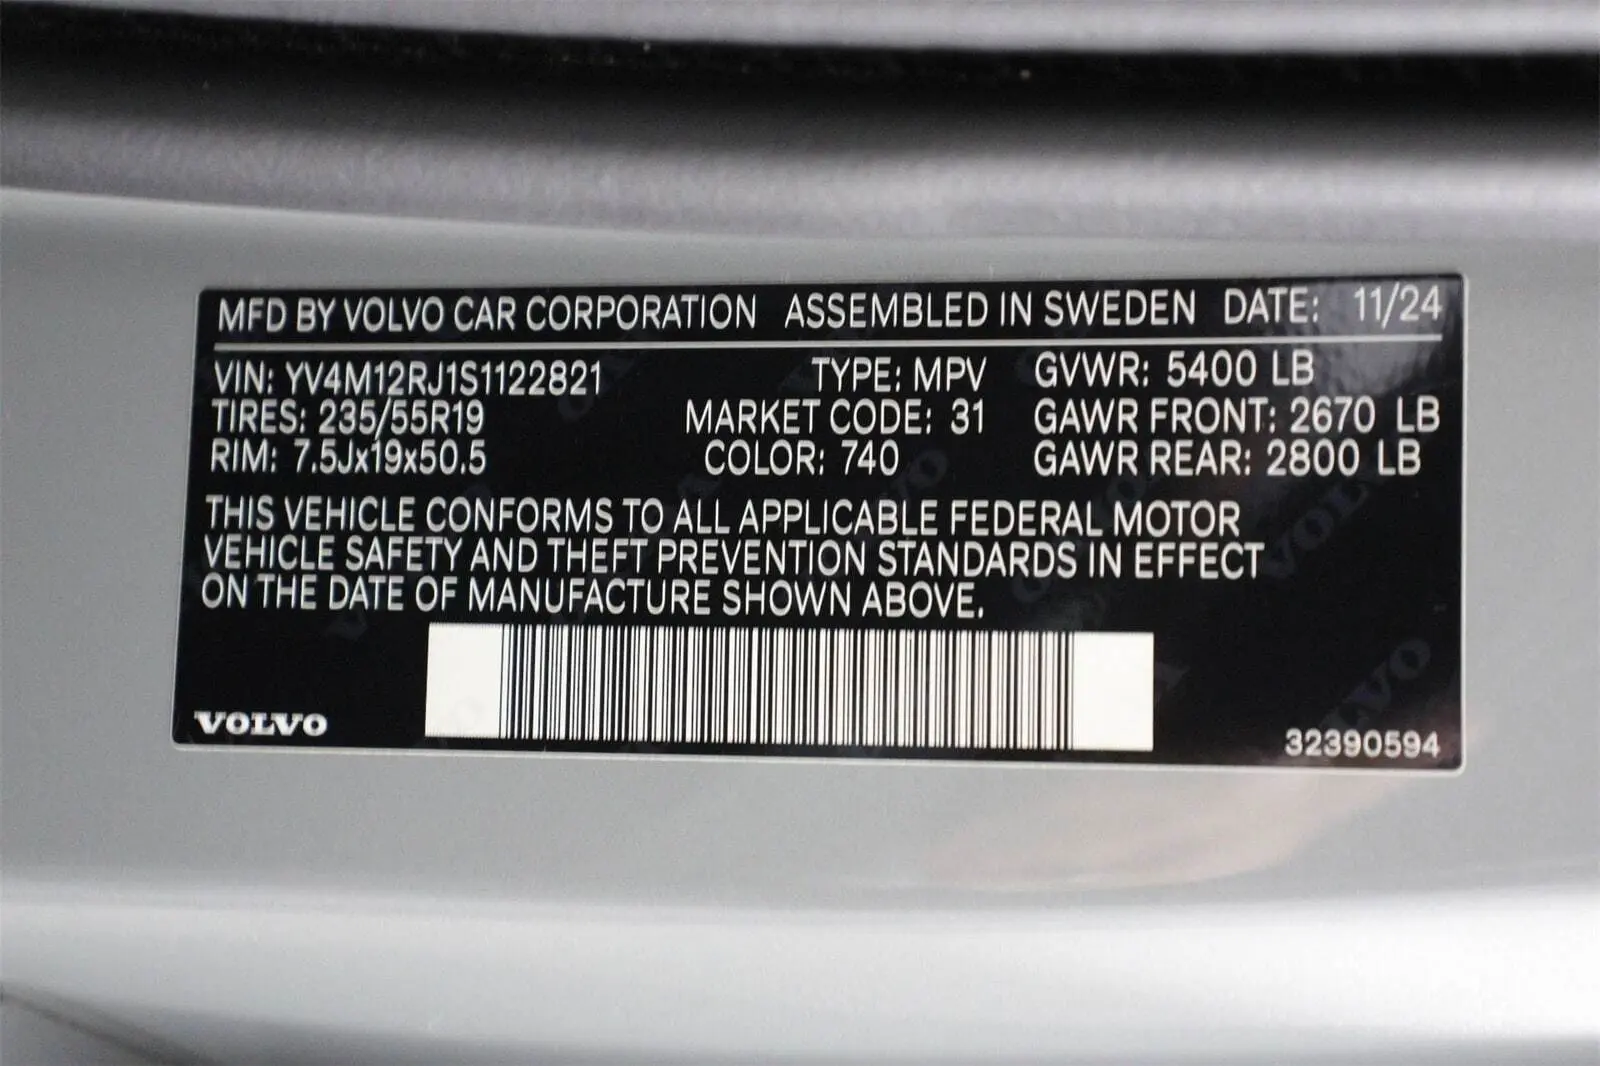 MFD BY VOLVO CAR CORPORATION ASSEMBLED IN SWEDEN DATE: 11/24
VIN: YV4M12RJ1S1122821 TYPE: MPV GVWR: 5400 LB
TIRES: 235/55R19 MARKET CODE: 31 GAWR FRONT: 2670 LB
RIM: 7.5Jx19x50.5 COLOR: 740 GAWR REAR: 2800 LB
THIS VEHICLE CONFORMS TO ALL APPLICABLE FEDERAL MOTOR
VEHICLE SAFETY AND THEFT PREVENTION STANDARDS IN EFFECT
ON THE DATE OF MANUFACTURE SHOWN ABOVE.
VOLVO
32390594